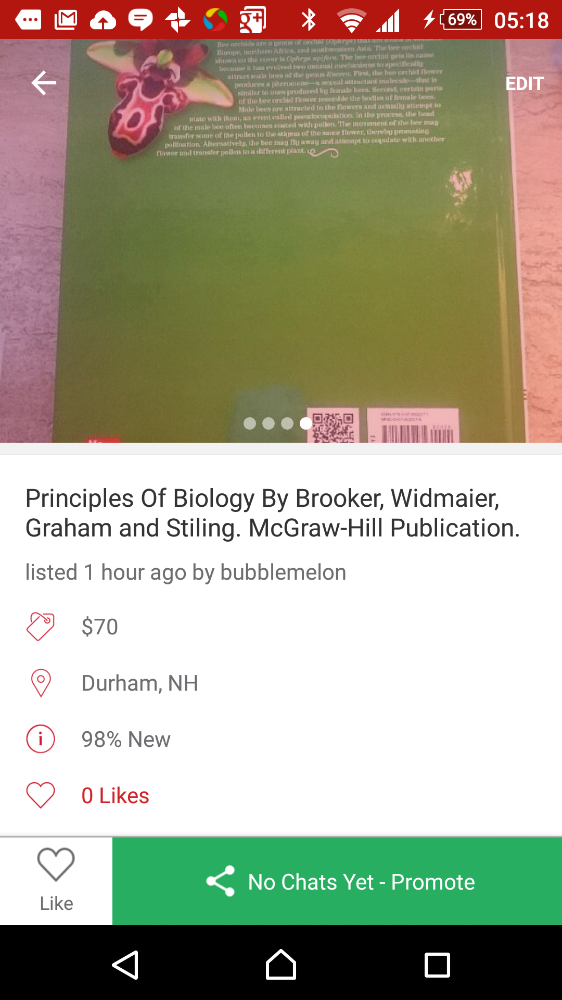 69%
05:18
Bee orchids are a genus of orchid (Ophrys) that are found in
Europe, northern Africa, and southwestern Asia. The bee orchid
shown on the cover is Ophrys apifera. The bee orchid gets its name
because it has evolved two unusual mechanisms to specifically
attract male bees of the genus Eucera. First, the bee orchid flower
produces a pheromone—a sexual attractant molecule—that is
similar to ones produced by female bees. Second, certain parts
of the bee orchid flower resemble the bodies of female bees.
Male bees are attracted to the flowers and actually attempt to
mate with them, an event called pseudocopulation. In the process, the head
of the male bee often becomes coated with pollen. The movement of the bee may
transfer some of the pollen to the stigma of the same flower, thereby promoting
pollination. Alternatively, the bee may fly away and attempt to copulate with another
flower and transfer pollen to a different plant.
EDIT
Principles Of Biology By Brooker, Widmaier,
Graham and Stiling. McGraw-Hill Publication.
listed 1 hour ago by bubblemelon
$70
Durham, NH
98% New
0 Likes
Like
No Chats Yet - Promote